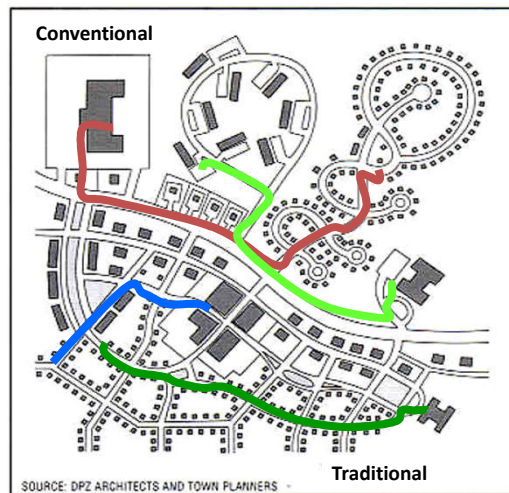 Conventional
Traditional
SOURCE: DPZ ARCHITECTS AND TOWN PLANNERS